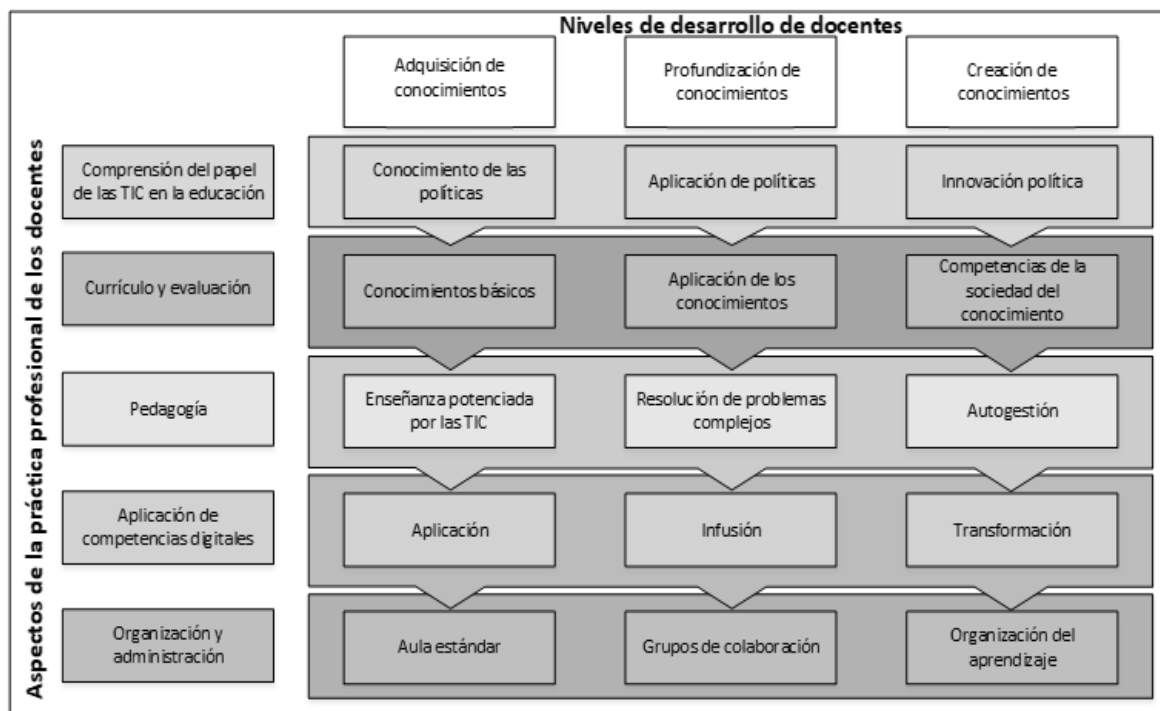 Niveles de desarrollo de docentes
Adquisición de
conocimientos
Profundización de
conocimientos
Creación de
conocimientos
Aspectos de la práctica profesional de los docentes
Comprensión del papel
de las TIC en la educación
Conocimiento de las
políticas
Aplicación de políticas
Innovación política
Currículo y evaluación
Conocimientos básicos
Aplicación de los
conocimientos
Competencias de la
sociedad del
conocimiento
Pedagogía
Enseñanza potenciada
por las TIC
Resolución de problemas
complejos
Autogestión
Aplicación de
competencias digitales
Aplicación
Infusión
Transformación
Organización y
administración
Aula estándar
Grupos de colaboración
Organización del
aprendizaje